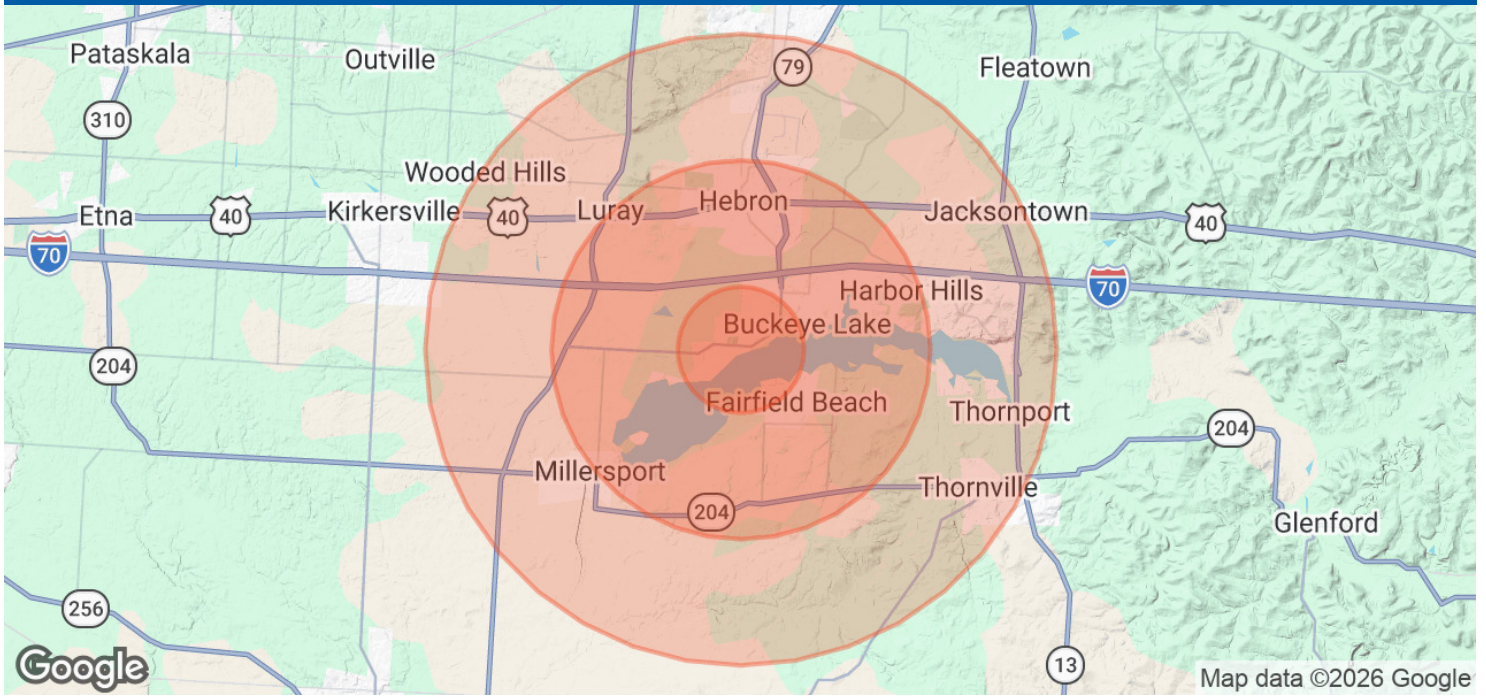 Pataskala
Outville
79
Fleatown
310
Wooded Hills
Etna
40
Kirkersville
40
Luray
Hebron
Jacksontown
40
70
Harbor Hills
70
Buckeye Lake
204
Fairfield Beach
Thornport
204
Millersport
Thornville
204
Glenford
256
13
Google
Map data ©2026 Google